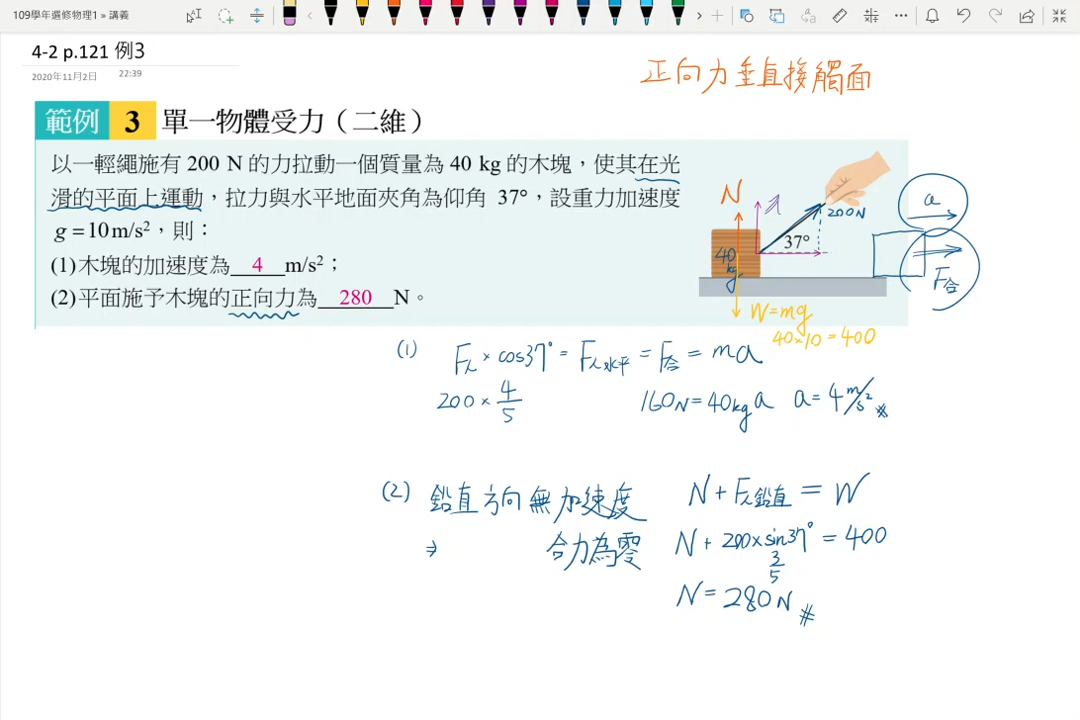 109學年選修物理1 » 講義
4-2 p.121 例3
2020年11月2日 22:39
正向力垂直接觸面
範例 3 單一物體受力（二維）
以一輕繩施有 200 N 的力拉動一個質量為 40 kg 的木塊，使其在光
滑的平面上運動，拉力與水平地面夾角為仰角 37°，設重力加速度
g = 10 m/s²，則：
(1)木塊的加速度為 4 m/s²；
(2)平面施予木塊的正向力為 280 N。
N
200N
37°
40 kg
a
F合
W=mg
40×10=400
(1) F人×cos37°=F人水平=F合=ma
200×4/5 160N=40kg a a=4 m/s² ※
(2) 鉛直方向無加速度 N+F人鉛直=W
⇒ 合力為零 N+200×sin37°=400
3/5
N=280N #